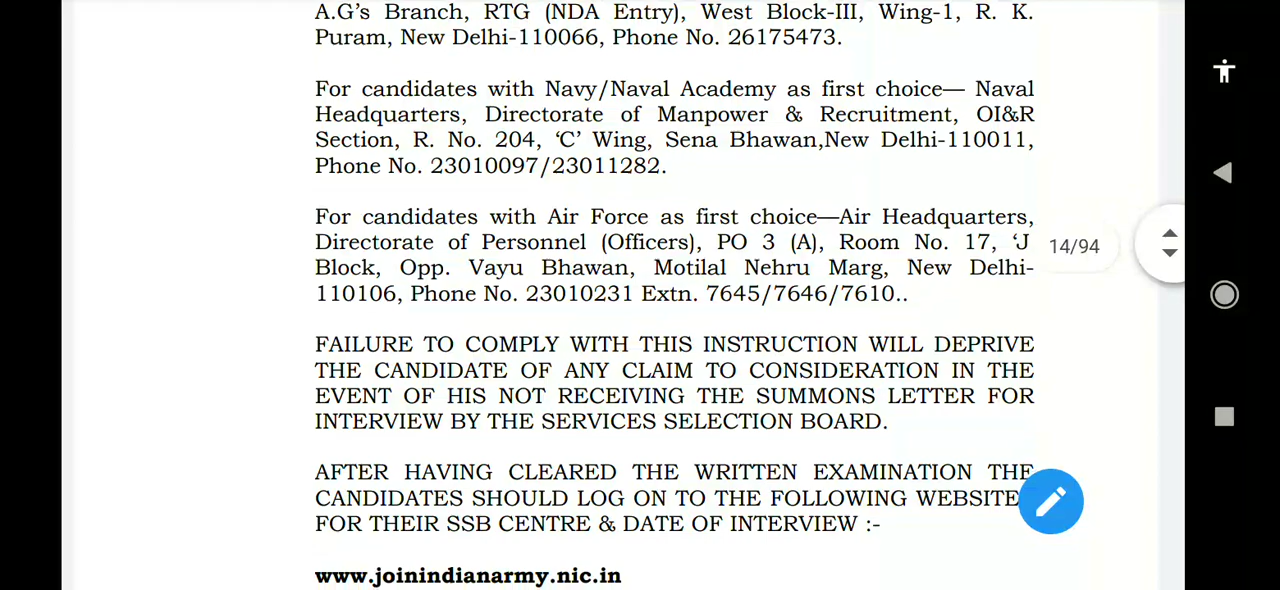 A.G’s Branch, RTG (NDA Entry), West Block-III, Wing-1, R. K.
Puram, New Delhi-110066, Phone No. 26175473.
For candidates with Navy/Naval Academy as first choice— Naval
Headquarters, Directorate of Manpower & Recruitment, OI&R
Section, R. No. 204, ‘C’ Wing, Sena Bhawan,New Delhi-110011,
Phone No. 23010097/23011282.
For candidates with Air Force as first choice—Air Headquarters,
Directorate of Personnel (Officers), PO 3 (A), Room No. 17, ‘J
Block, Opp. Vayu Bhawan, Motilal Nehru Marg, New Delhi-
110106, Phone No. 23010231 Extn. 7645/7646/7610..
14/94
FAILURE TO COMPLY WITH THIS INSTRUCTION WILL DEPRIVE
THE CANDIDATE OF ANY CLAIM TO CONSIDERATION IN THE
EVENT OF HIS NOT RECEIVING THE SUMMONS LETTER FOR
INTERVIEW BY THE SERVICES SELECTION BOARD.
AFTER HAVING CLEARED THE WRITTEN EXAMINATION THE
CANDIDATES SHOULD LOG ON TO THE FOLLOWING WEBSITE
FOR THEIR SSB CENTRE & DATE OF INTERVIEW :-
www.joinindianarmy.nic.in